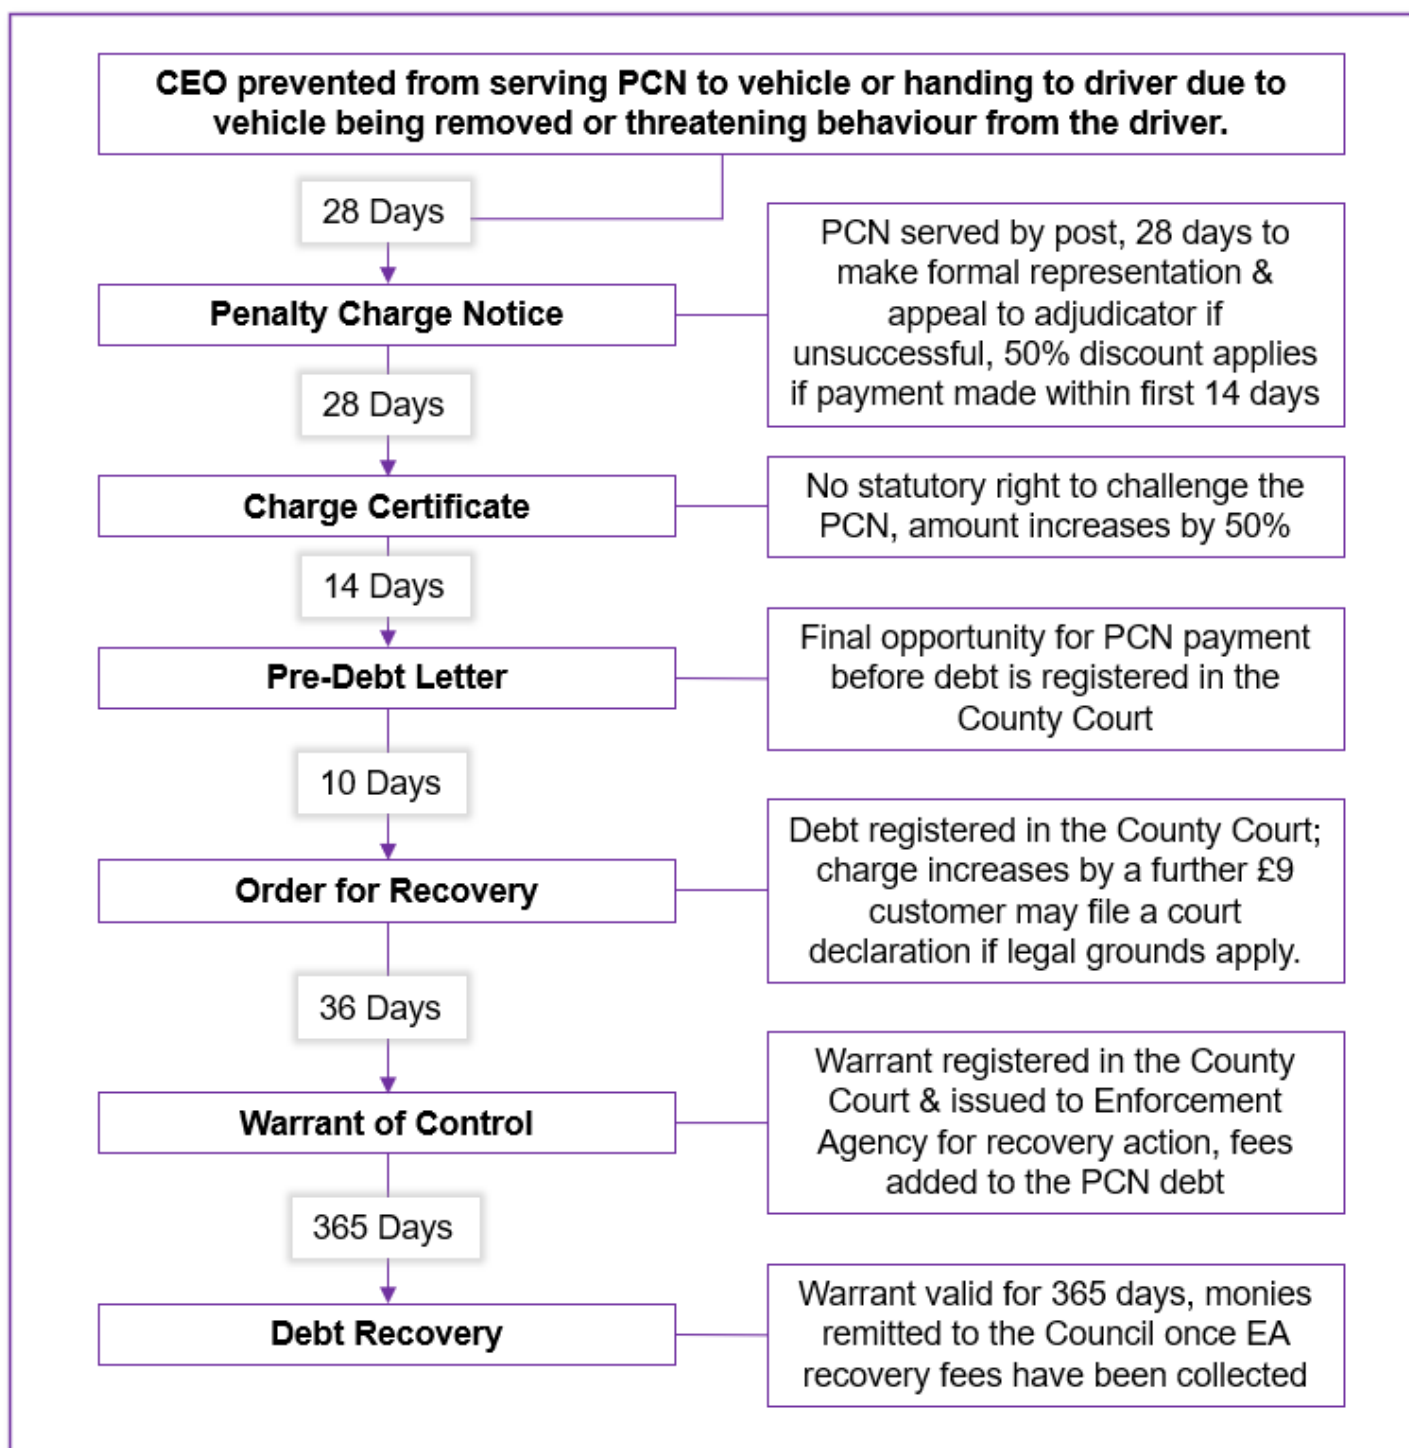 CEO prevented from serving PCN to vehicle or handing to driver due to
vehicle being removed or threatening behaviour from the driver.
28 Days
Penalty Charge Notice
PCN served by post, 28 days to
make formal representation &
appeal to adjudicator if
unsuccessful, 50% discount applies
if payment made within first 14 days
28 Days
Charge Certificate
No statutory right to challenge the
PCN, amount increases by 50%
14 Days
Pre-Debt Letter
Final opportunity for PCN payment
before debt is registered in the
County Court
10 Days
Order for Recovery
Debt registered in the County Court;
charge increases by a further £9
customer may file a court
declaration if legal grounds apply.
36 Days
Warrant of Control
Warrant registered in the County
Court & issued to Enforcement
Agency for recovery action, fees
added to the PCN debt
365 Days
Debt Recovery
Warrant valid for 365 days, monies
remitted to the Council once EA
recovery fees have been collected